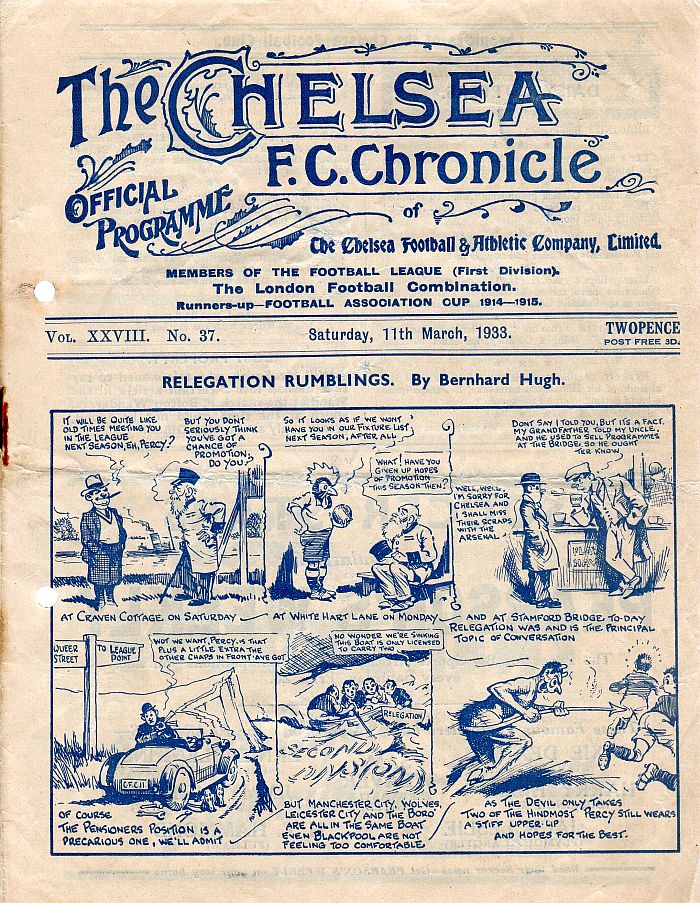 The CHELSEA
F.C. Chronicle
OFFICIAL
PROGRAMME
of
The Chelsea Football & Athletic Company, Limited.
MEMBERS OF THE FOOTBALL LEAGUE (First Division).
The London Football Combination.
Runners-up—FOOTBALL ASSOCIATION CUP 1914—1915.
VOL. XXVIII. No. 37.
Saturday, 11th March, 1933.
TWOPENCE
POST FREE 3D.
RELEGATION RUMBLINGS. By Bernhard Hugh.
IT WILL BE QUITE LIKE
OLD TIMES MEETING YOU
IN THE LEAGUE
NEXT SEASON, EH, PERCY?
BUT YOU DONT
SERIOUSLY THINK
YOU'VE GOT A
CHANCE OF
PROMOTION,
DO YOU?
AT CRAVEN COTTAGE ON SATURDAY
SO IT LOOKS AS IF WE WONT
HAVE YOU IN OUR FIXTURE LIST
NEXT SEASON, AFTER ALL
WHAT! HAVE YOU
GIVEN UP HOPES
OF PROMOTION
THIS SEASON THEN?
AT WHITE HART LANE ON MONDAY
DONT SAY I TOLD YOU, BUT ITS A FACT.
MY GRANDFATHER TOLD MY UNCLE,
AND HE USED TO SELL PROGRAMMES
AT THE BRIDGE, SO HE OUGHT
TER KNOW
WELL, WELL,
I'M SORRY FOR
CHELSEA AND
I SHALL MISS
THEIR SCRAPS
WITH THE
ARSENAL.
AND AT STAMFORD BRIDGE TO-DAY
RELEGATION WAS AND IS THE PRINCIPAL
TOPIC OF CONVERSATION
QUEER
STREET
TO LEAGUE
POINT
WOT WE WANT, PERCY, IS THAT
PLUS A LITTLE EXTRA THE
OTHER CHAPS IN FRONT 'AVE GOT
C.F.C.11
OF COURSE
THE PENSIONERS POSITION IS A
PRECARIOUS ONE, WE'LL ADMIT
NO WONDER WE'RE SINKING
THIS BOAT IS ONLY LICENSED
TO CARRY TWO
RELEGATION
SECOND
DIVISION
BUT MANCHESTER CITY, WOLVES,
LEICESTER CITY AND THE BORO'
ARE ALL IN THE SAME BOAT
EVEN BLACKPOOL ARE NOT
FEELING TOO COMFORTABLE
AS THE DEVIL ONLY TAKES
TWO OF THE HINDMOST PERCY STILL WEARS
A STIFF UPPER-LIP
AND HOPES FOR THE BEST.